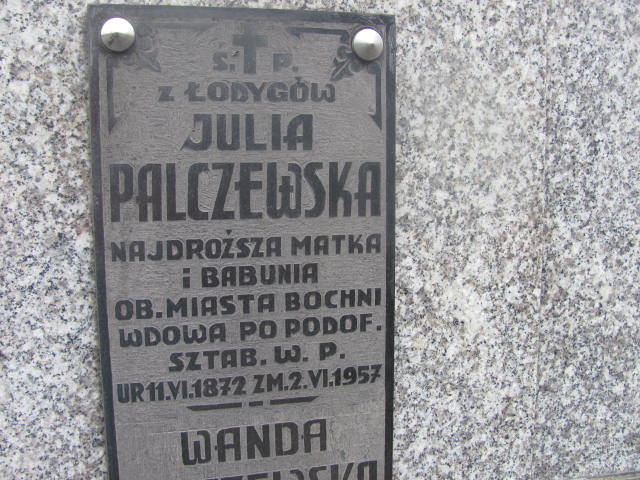 Ś. P.
Z ŁODYGÓW
JULIA
PALCZEWSKA
NAJDROŻSZA MATKA
i BABUNIA
OB. MIASTA BOCHNI
WDOWA PO PODOF.
SZTAB. W. P.
UR 11. VI. 1872 ZM. 2. VI. 1957
WANDA